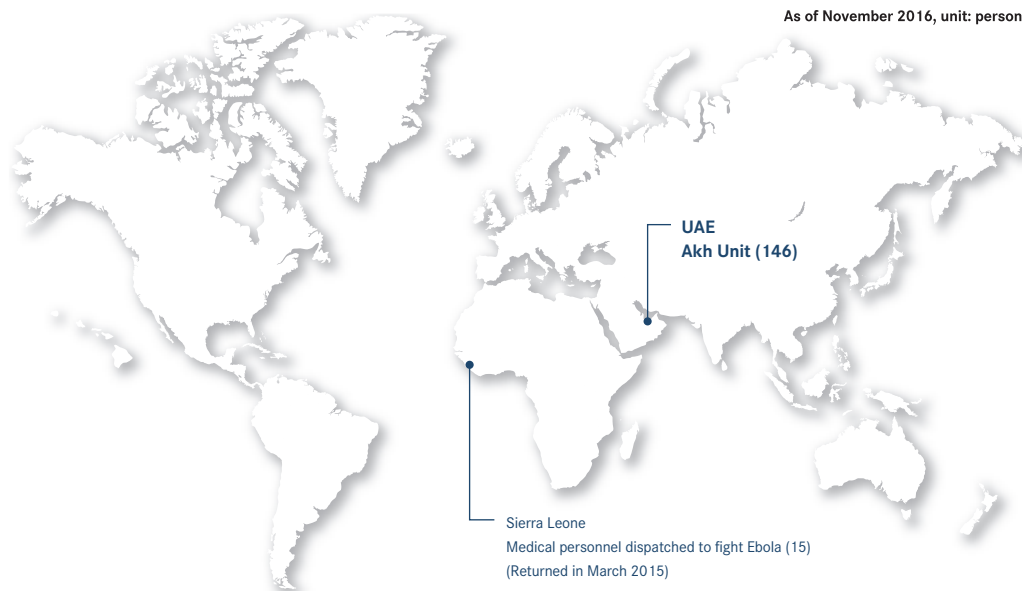 As of November 2016, unit: person
UAE
Akh Unit (146)
Sierra Leone
Medical personnel dispatched to fight Ebola (15)
(Returned in March 2015)